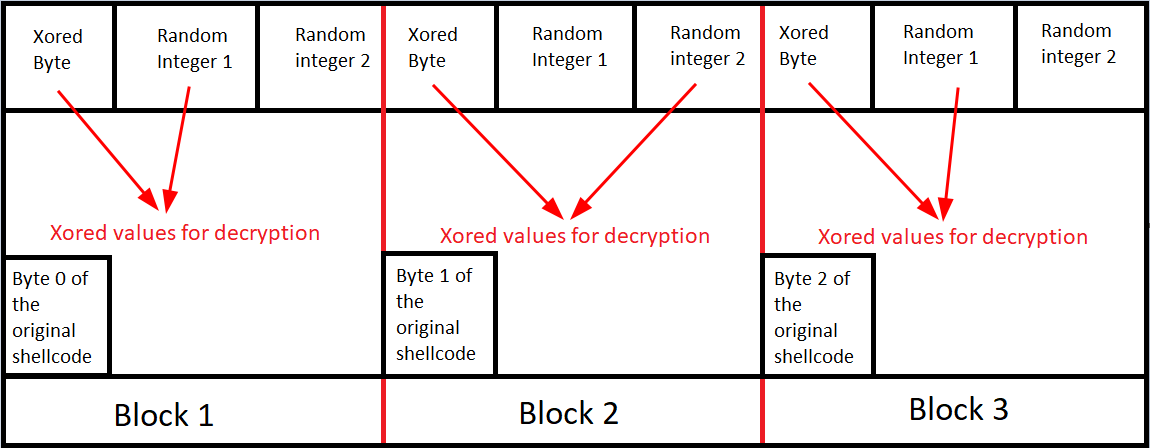 Xored
Byte
Random
Integer 1
Random
integer 2
Xored
Byte
Random
Integer 1
Random
integer 2
Xored
Byte
Random
Integer 1
Random
integer 2
Xored values for decryption
Xored values for decryption
Xored values for decryption
Byte 0 of
the
original
shellcode
Byte 1 of
the
original
shellcode
Byte 2 of
the
original
shellcode
Block 1
Block 2
Block 3